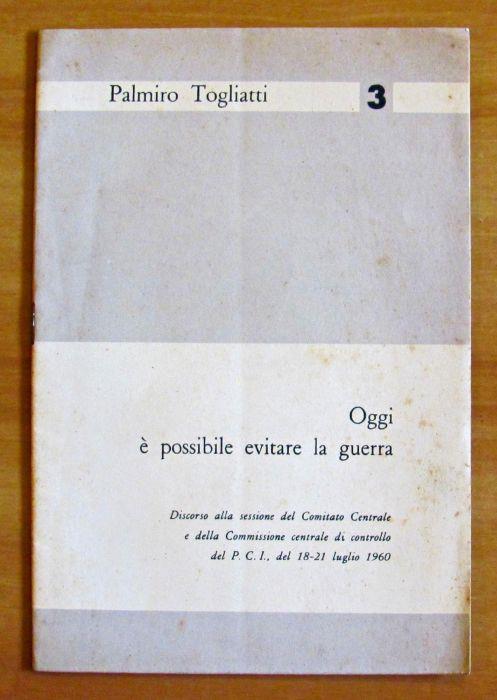 Palmiro Togliatti 3
Oggi
è possibile evitare la guerra
Discorso alla sessione del Comitato Centrale
e della Commissione centrale di controllo
del P. C. I., del 18-21 luglio 1960